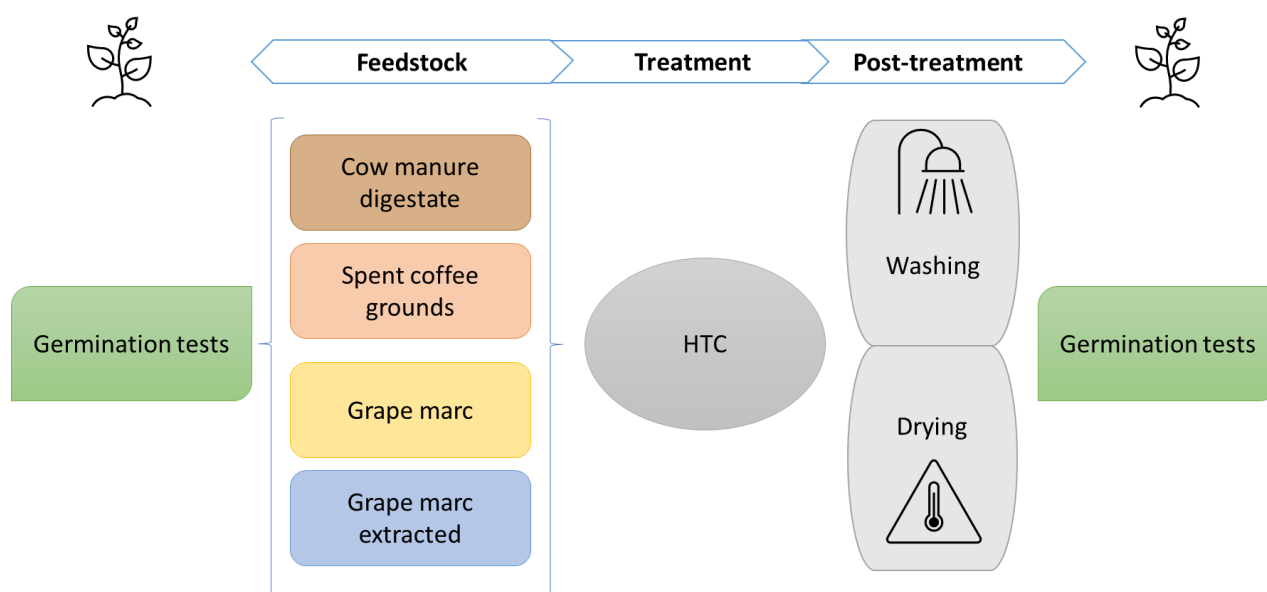 Feedstock
Treatment
Post-treatment
Germination tests
Cow manure
digestate
Spent coffee
grounds
Grape marc
Grape marc
extracted
HTC
Washing
Drying
Germination tests